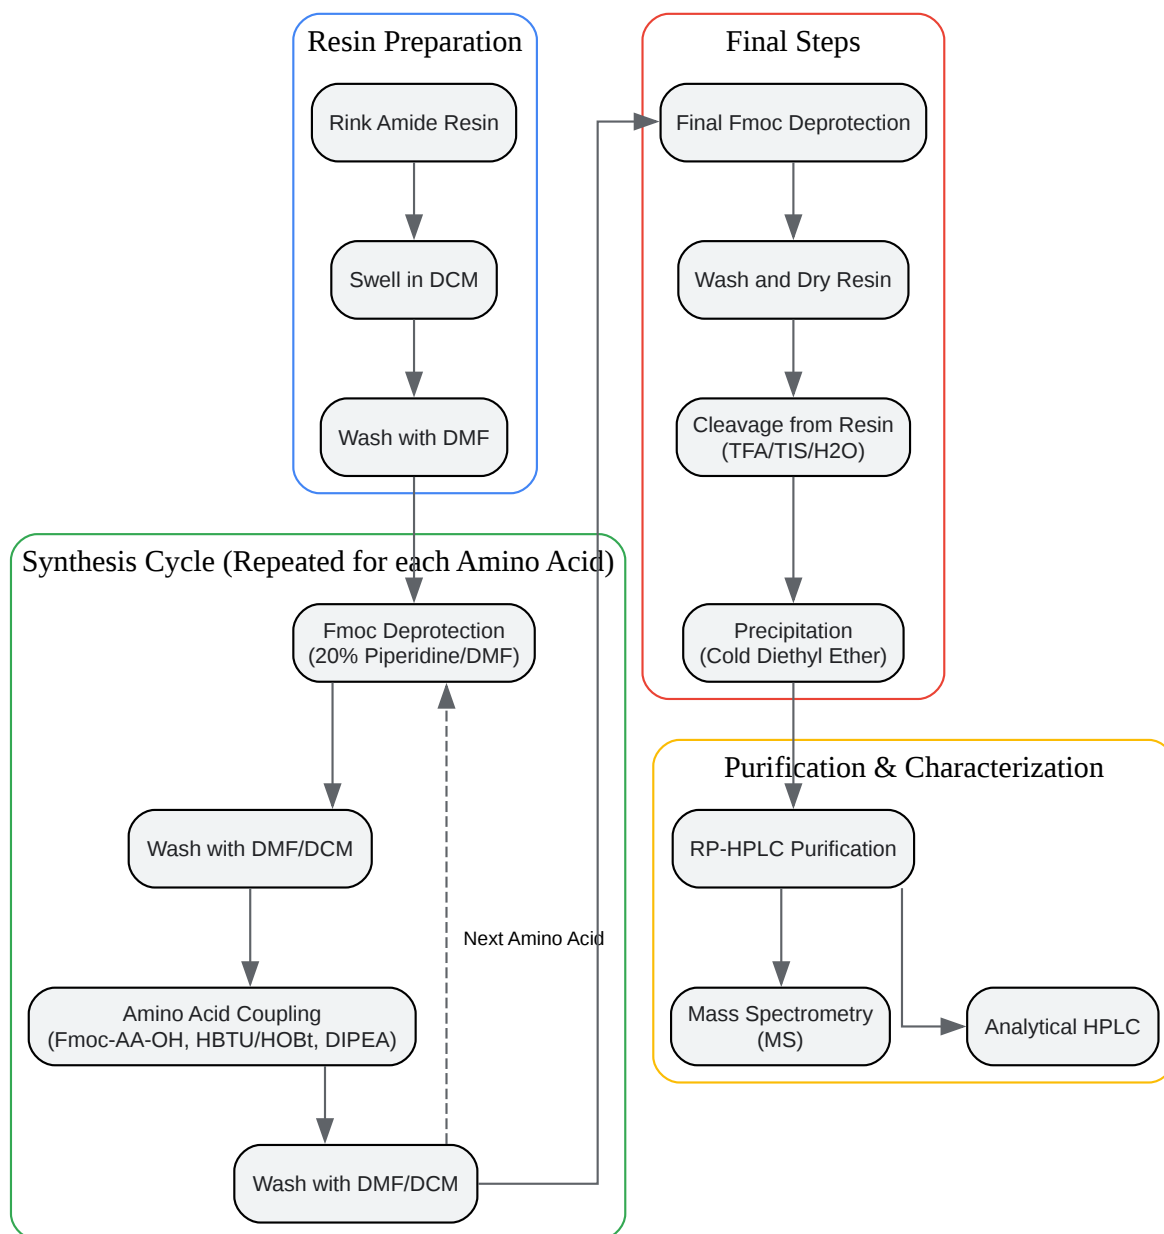 Resin Preparation
Rink Amide Resin
Swell in DCM
Wash with DMF
Synthesis Cycle (Repeated for each Amino Acid)
Fmoc Deprotection
(20% Piperidine/DMF)
Wash with DMF/DCM
Next Amino Acid
Amino Acid Coupling
(Fmoc-AA-OH, HBTU/HOBt, DIPEA)
Wash with DMF/DCM
Final Steps
Final Fmoc Deprotection
Wash and Dry Resin
Cleavage from Resin
(TFA/TIS/H2O)
Precipitation
(Cold Diethyl Ether)
Purification & Characterization
RP-HPLC Purification
Mass Spectrometry
(MS)
Analytical HPLC